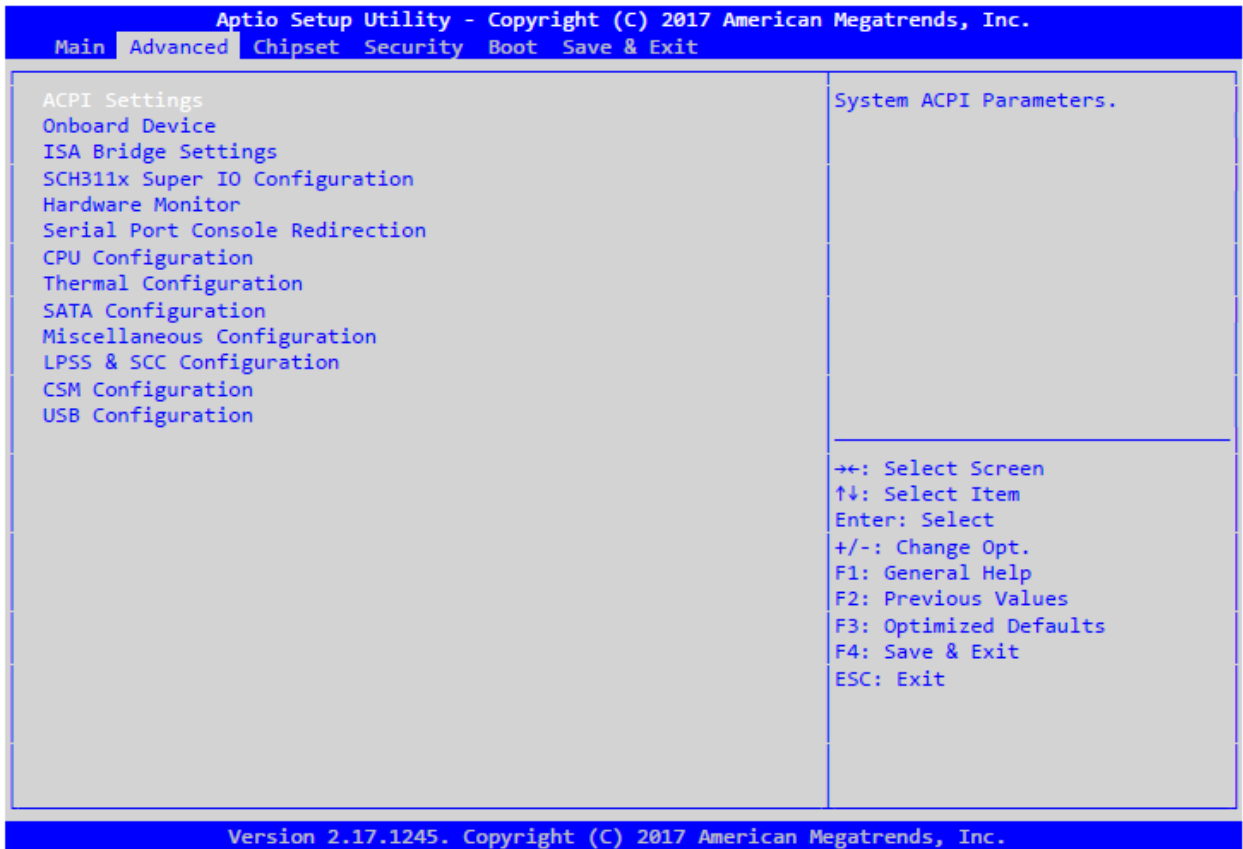 Aptio Setup Utility - Copyright (C) 2017 American Megatrends, Inc.
Main Advanced Chipset Security Boot Save & Exit
ACPI Settings
Onboard Device
ISA Bridge Settings
SCH311x Super IO Configuration
Hardware Monitor
Serial Port Console Redirection
CPU Configuration
Thermal Configuration
SATA Configuration
Miscellaneous Configuration
LPSS & SCC Configuration
CSM Configuration
USB Configuration
System ACPI Parameters.
→←: Select Screen
↑↓: Select Item
Enter: Select
+/-: Change Opt.
F1: General Help
F2: Previous Values
F3: Optimized Defaults
F4: Save & Exit
ESC: Exit
Version 2.17.1245. Copyright (C) 2017 American Megatrends, Inc.